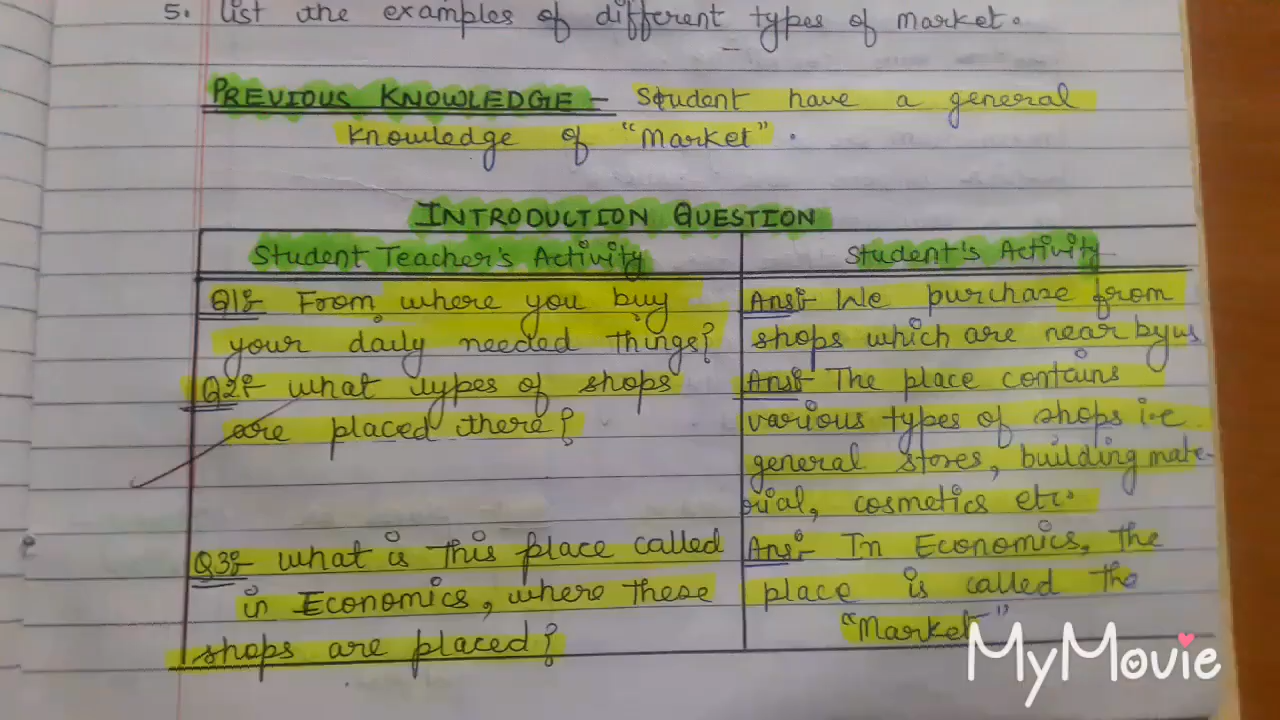 5. List the examples of different types of market.
PREVIOUS KNOWLEDGE - Student have a general
knowledge of "Market".
INTRODUCTION QUESTION
Student Teacher's Activity
Q1:- From where you buy
your daily needed things?
Q2:- what types of shops
are placed there?
Q3:- what is this place called
in Economics, where these
shops are placed?
Student's Activity
Ans:- We purchase from
shops which are near by us
Ans:- The place contains
various types of shops i.e
general stores, building mate-
rial, cosmetics etc.
Ans:- In Economics, the
place is called the
"Market"
MyMovie